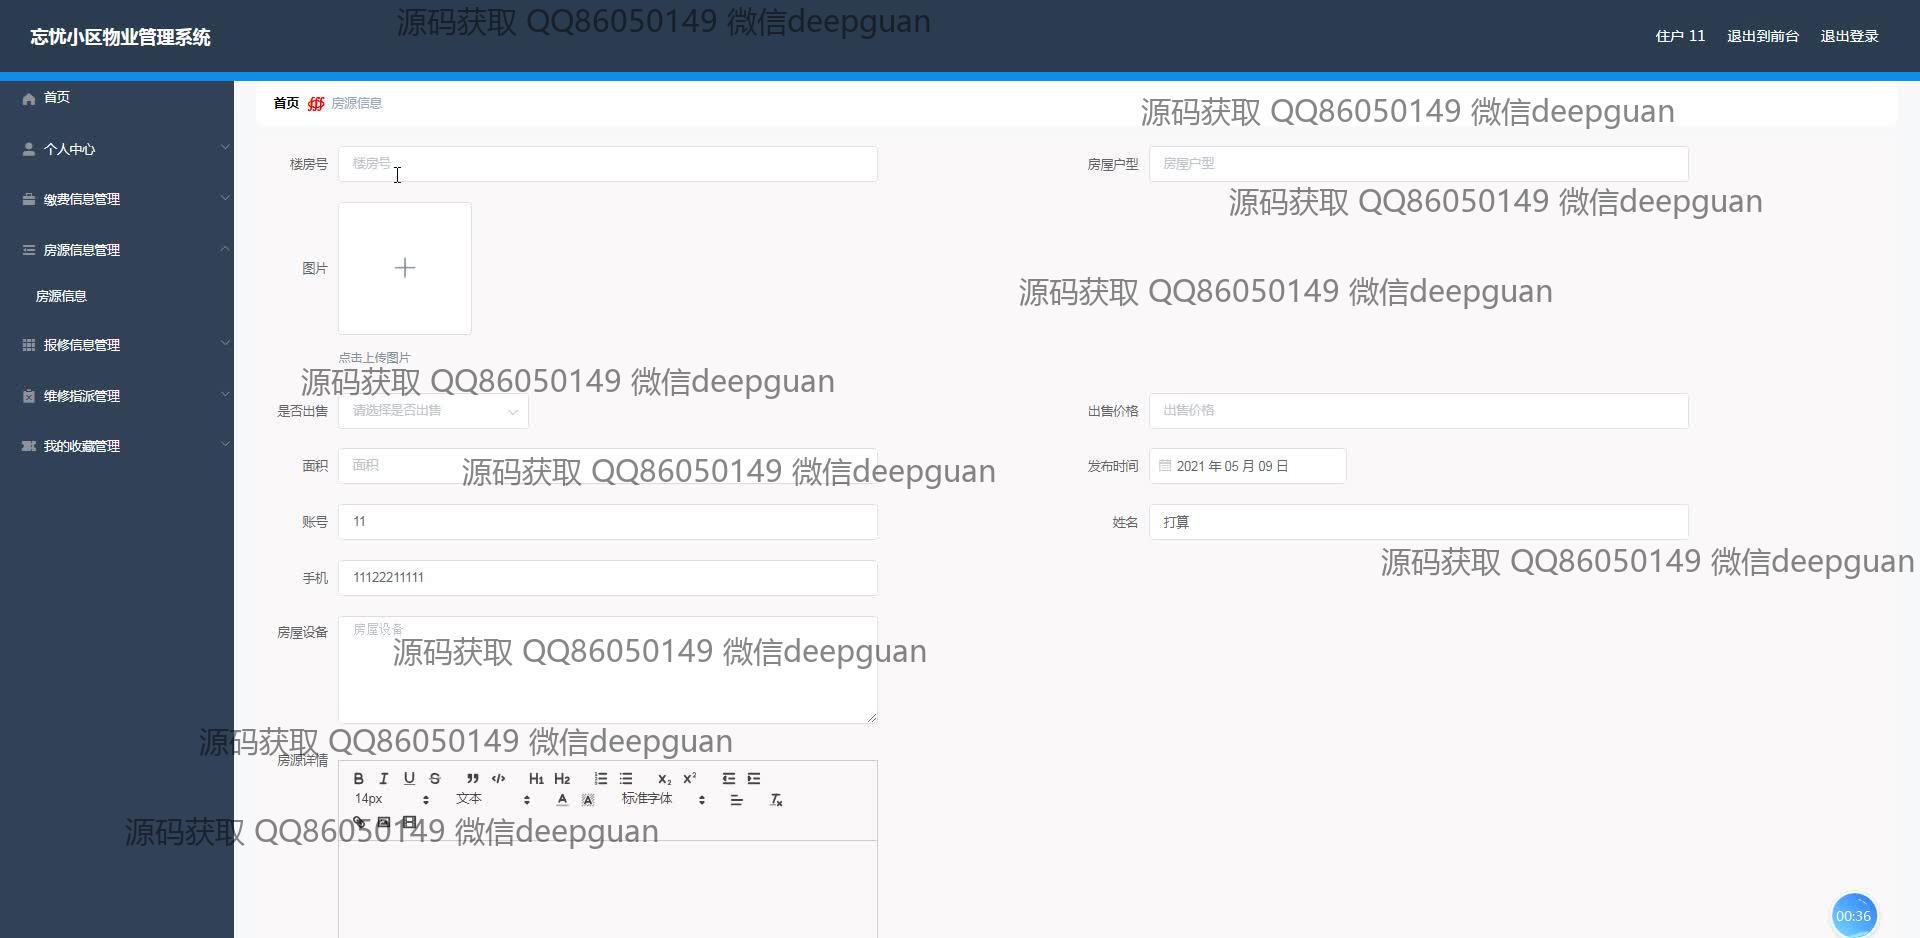 忘忧小区物业管理系统
源码获取 QQ86050149 微信deepguan
住户 11 退出到前台 退出登录
首页
个人中心
缴费信息管理
房源信息管理
房源信息
报修信息管理
维修指派管理
我的收藏管理
首页 房源信息
源码获取 QQ86050149 微信deepguan
楼房号 楼房号
房屋户型 房屋户型
源码获取 QQ86050149 微信deepguan
图片
源码获取 QQ86050149 微信deepguan
点击上传图片
源码获取 QQ86050149 微信deepguan
是否出售 请选择是否出售
出售价格 出售价格
面积 面积
源码获取 QQ86050149 微信deepguan
发布时间 2021 年 05 月 09 日
账号 11
姓名 打算
源码获取 QQ86050149 微信deepguan
手机 11122211111
房屋设备 房屋设备
源码获取 QQ86050149 微信deepguan
源码获取 QQ86050149 微信deepguan
房源详情
B I U S H1 H2 X₂ X²
14px 文本 A A 标准字体 Tx
源码获取 QQ86050149 微信deepguan
00:36